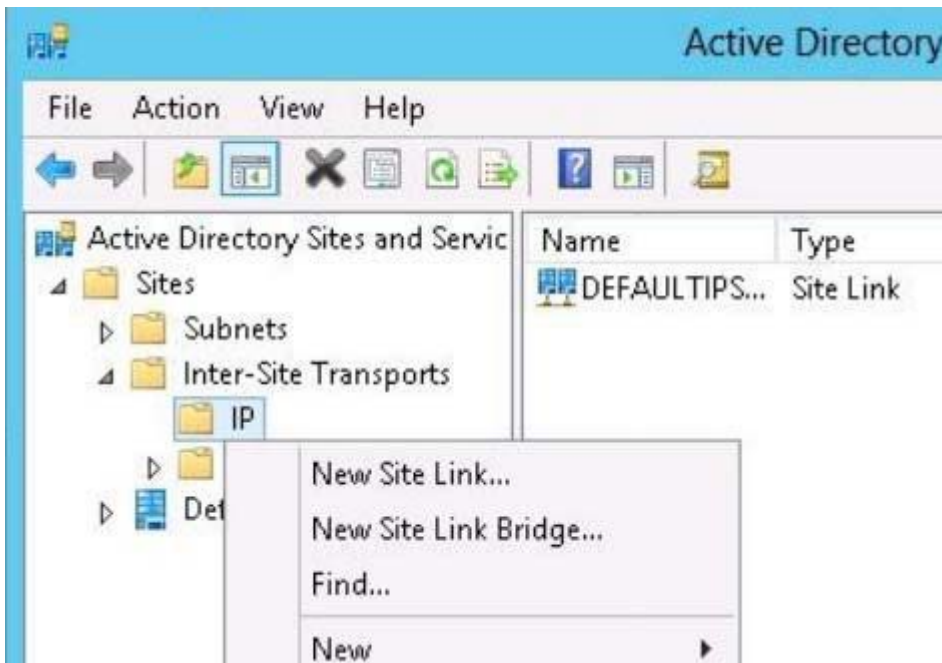 Active Directory
File Action View Help
Active Directory Sites and Servic
Name Type
Sites
DEFAULTIPS... Site Link
Subnets
Inter-Site Transports
IP
Def
New Site Link...
New Site Link Bridge...
Find...
New